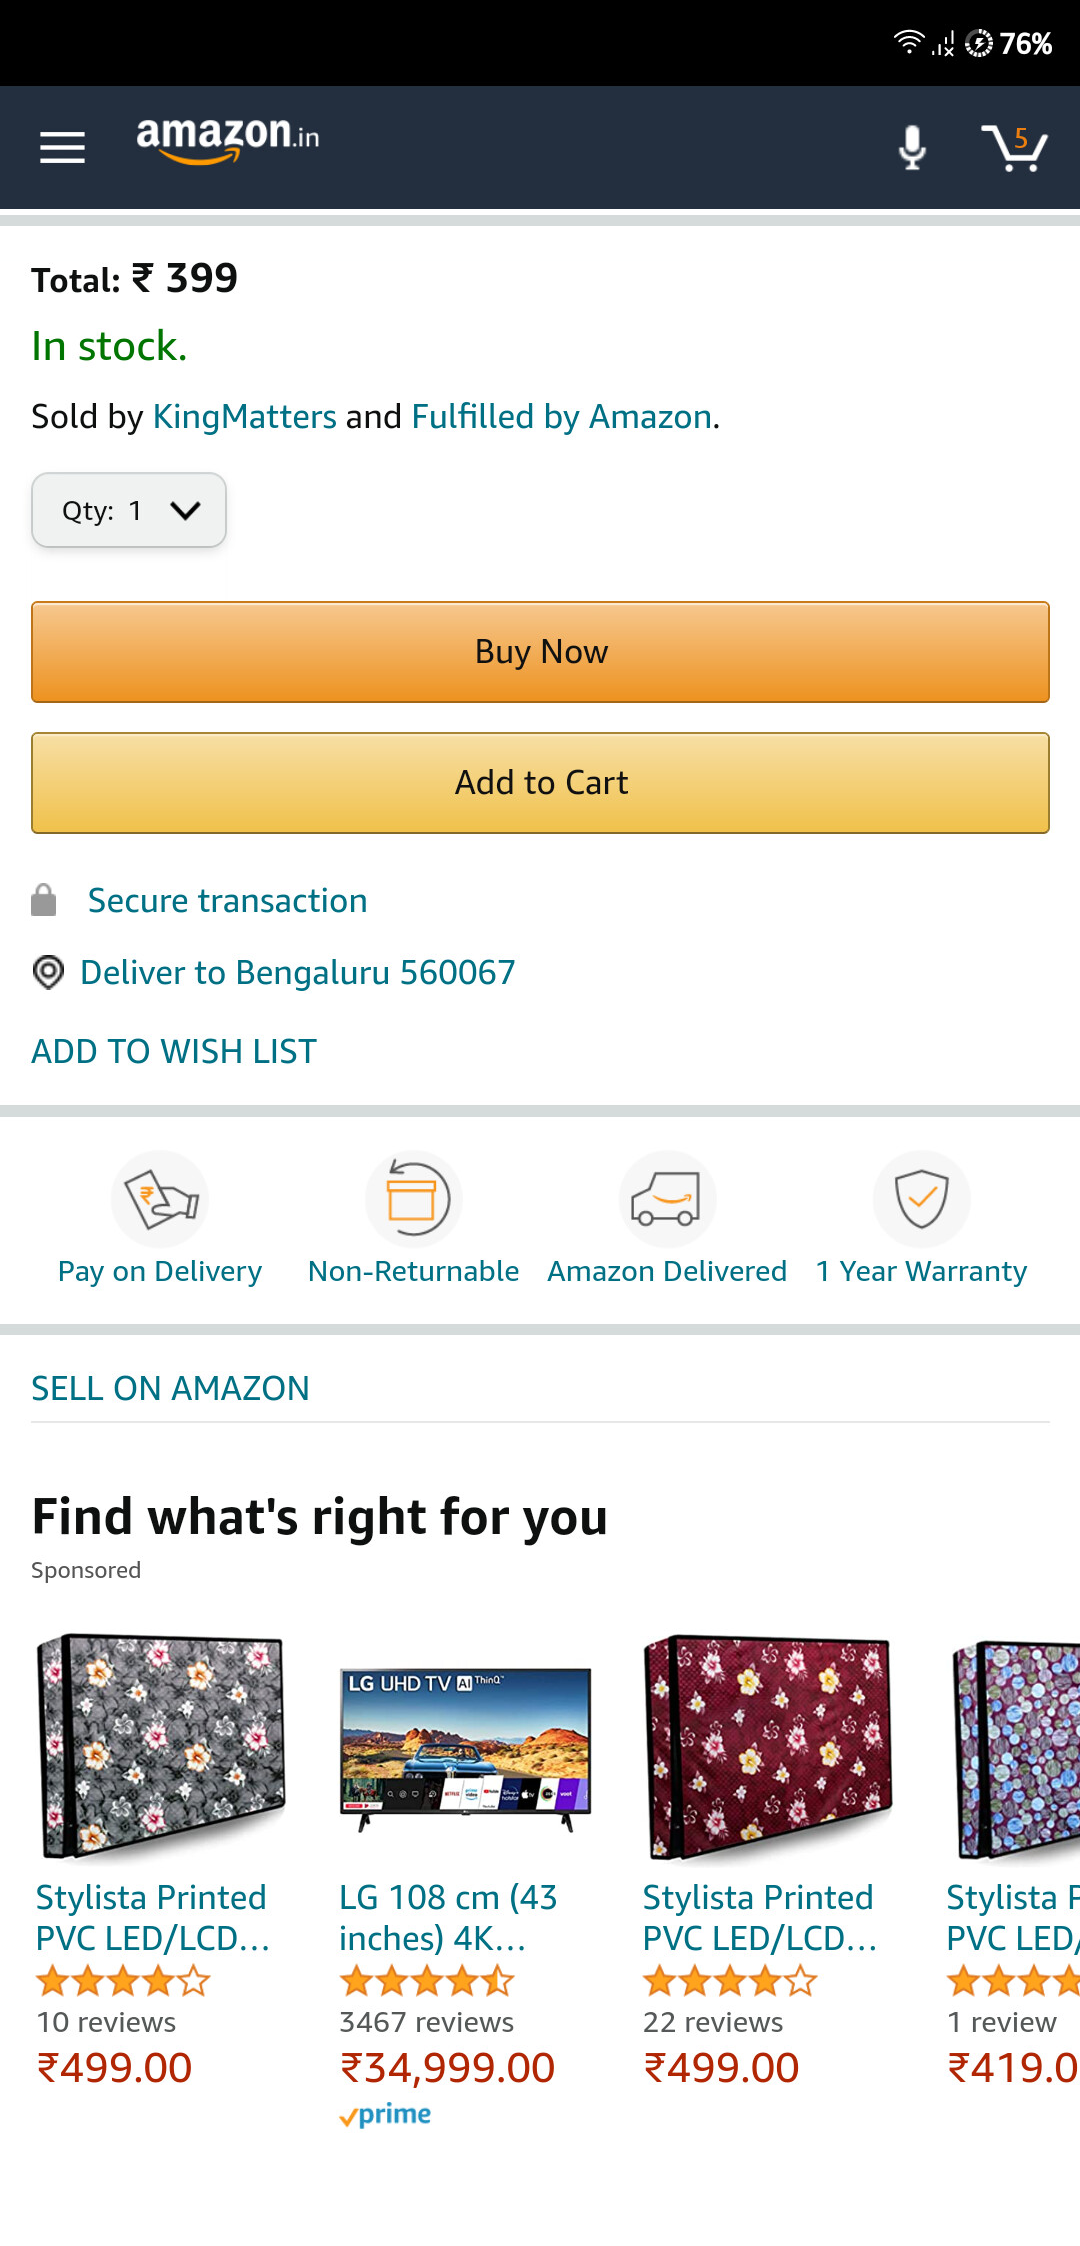 76%
amazon.in
5
Total: ₹ 399
In stock.
Sold by KingMatters and Fulfilled by Amazon.
Qty: 1
Buy Now
Add to Cart
Secure transaction
Deliver to Bengaluru 560067
ADD TO WISH LIST
Pay on Delivery Non-Returnable Amazon Delivered 1 Year Warranty
SELL ON AMAZON
Find what's right for you
Sponsored
LG UHD TV AI ThinQ
Stylista Printed
PVC LED/LCD...
10 reviews
₹499.00
LG 108 cm (43
inches) 4K...
3467 reviews
₹34,999.00
prime
Stylista Printed
PVC LED/LCD...
22 reviews
₹499.00
Stylista P
PVC LED/
1 review
₹419.0